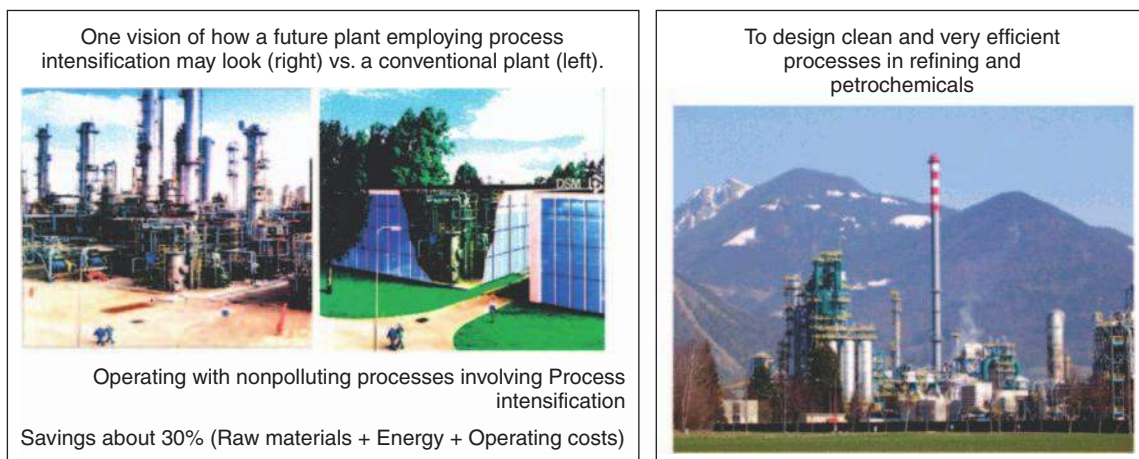 One vision of how a future plant employing process
intensification may look (right) vs. a conventional plant (left).
DSM
Operating with nonpolluting processes involving Process
intensification
Savings about 30% (Raw materials + Energy + Operating costs)
To design clean and very efficient
processes in refining and
petrochemicals